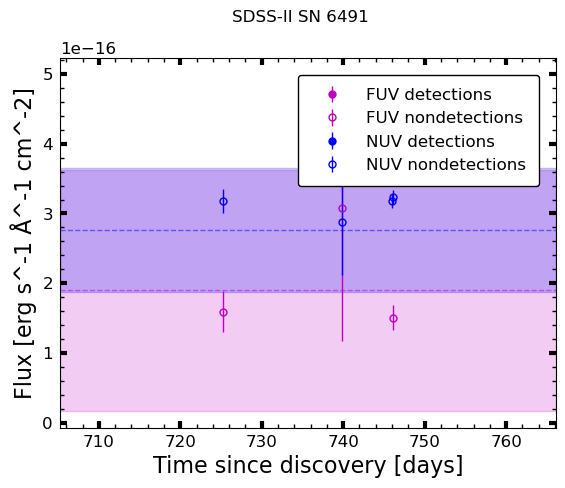 SDSS-II SN 6491
1e−16
FUV detections
FUV nondetections
NUV detections
NUV nondetections
5
4
3
2
1
0
Flux [erg s^-1 Å^-1 cm^-2]
710 720 730 740 750 760
Time since discovery [days]